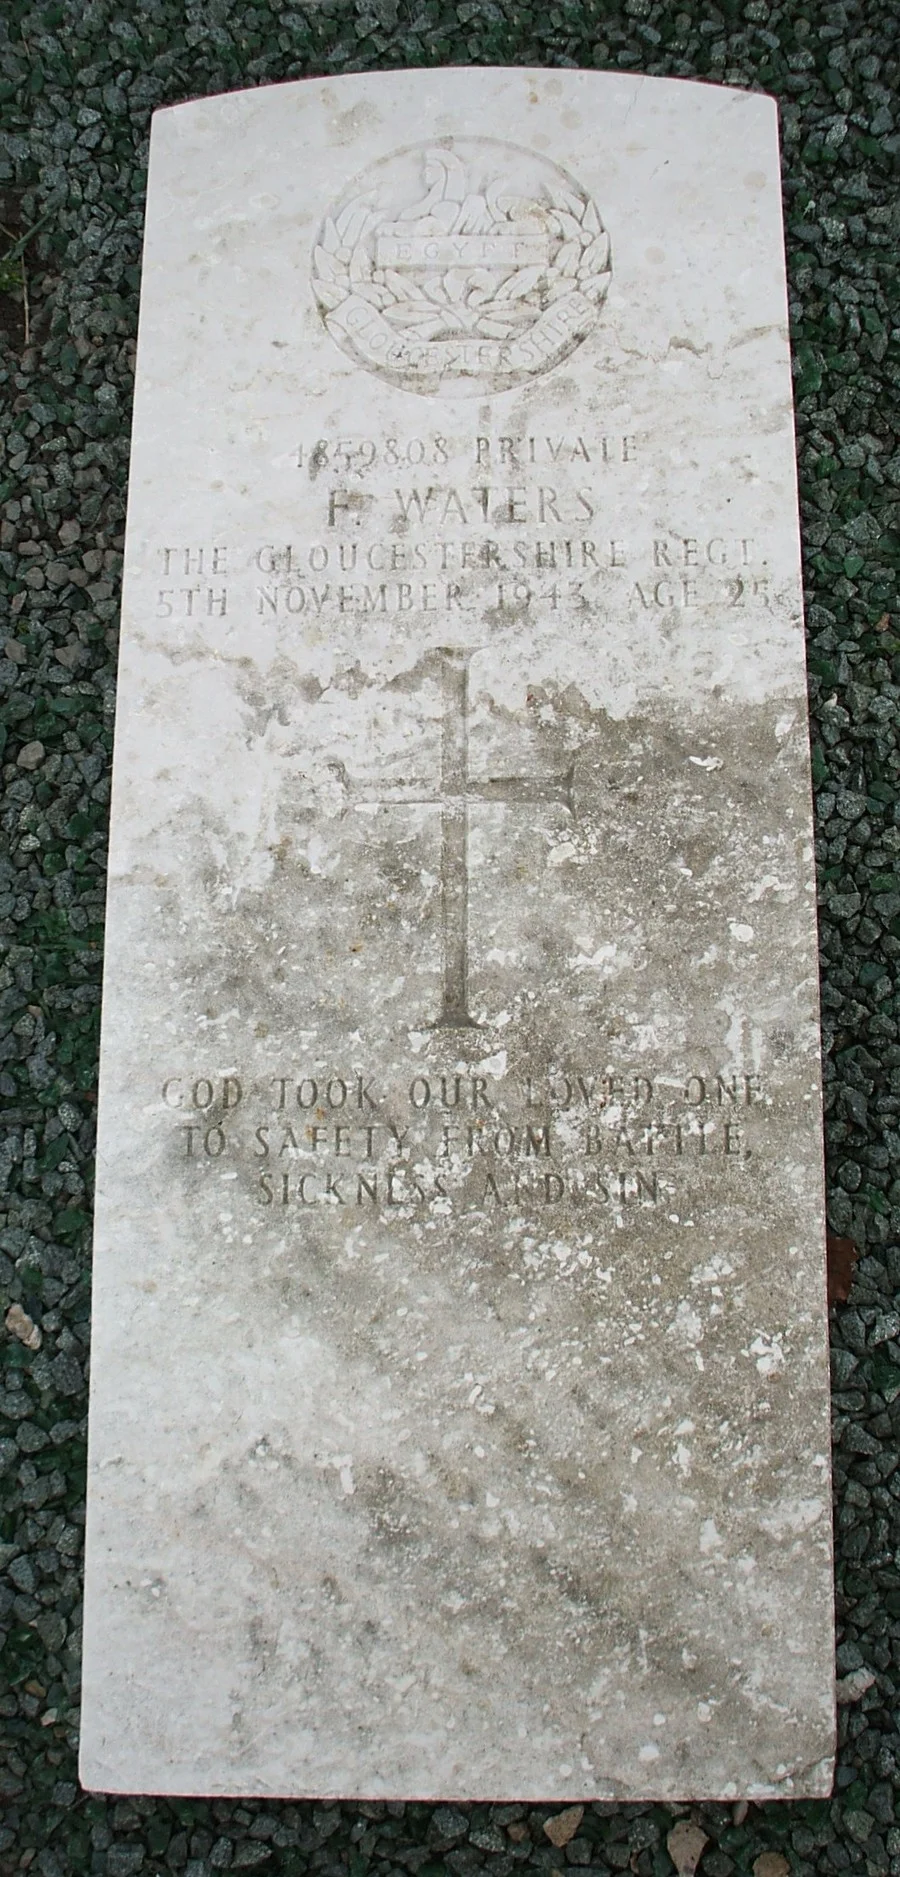 EGYPT
GLOUCESTERSHIRE
4859808 PRIVATE
F. WATERS
THE GLOUCESTERSHIRE REGT.
5TH NOVEMBER 1943 AGE 25
GOD TOOK OUR LOVED ONE
TO SAFETY FROM BATTLE,
SICKNESS AND SIN